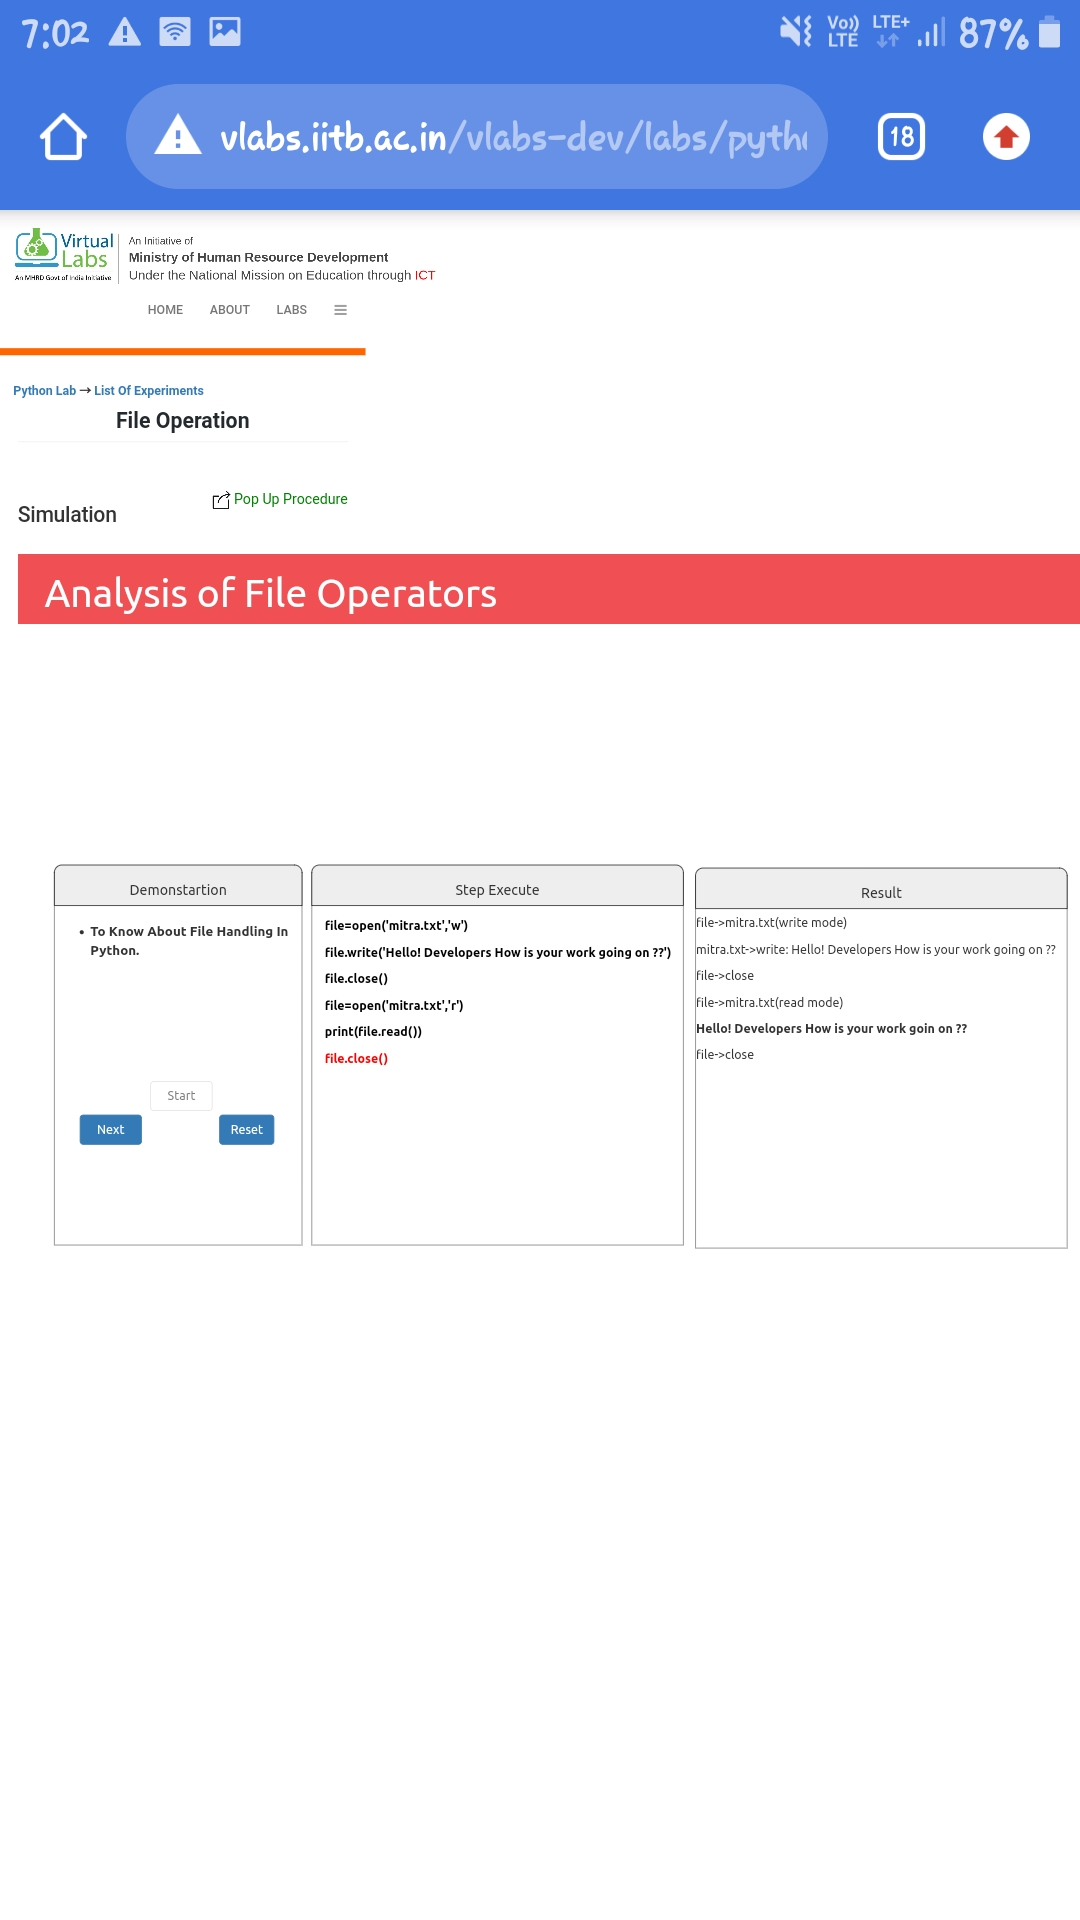 7:02
Vo)) LTE
LTE+
87%
vlabs.iitb.ac.in/vlabs-dev/labs/pyth
18
Virtual Labs
An MHRD Govt of India Initiative
An Initiative of
Ministry of Human Resource Development
Under the National Mission on Education through ICT
HOME ABOUT LABS
Python Lab → List Of Experiments
File Operation
Pop Up Procedure
Simulation
Analysis of File Operators
Demonstartion
• To Know About File Handling In
Python.
Start
Next Reset
Step Execute
file=open('mitra.txt','w')
file.write('Hello! Developers How is your work going on ??')
file.close()
file=open('mitra.txt','r')
print(file.read())
file.close()
Result
file->mitra.txt(write mode)
mitra.txt->write: Hello! Developers How is your work going on ??
file->close
file->mitra.txt(read mode)
Hello! Developers How is your work goin on ??
file->close